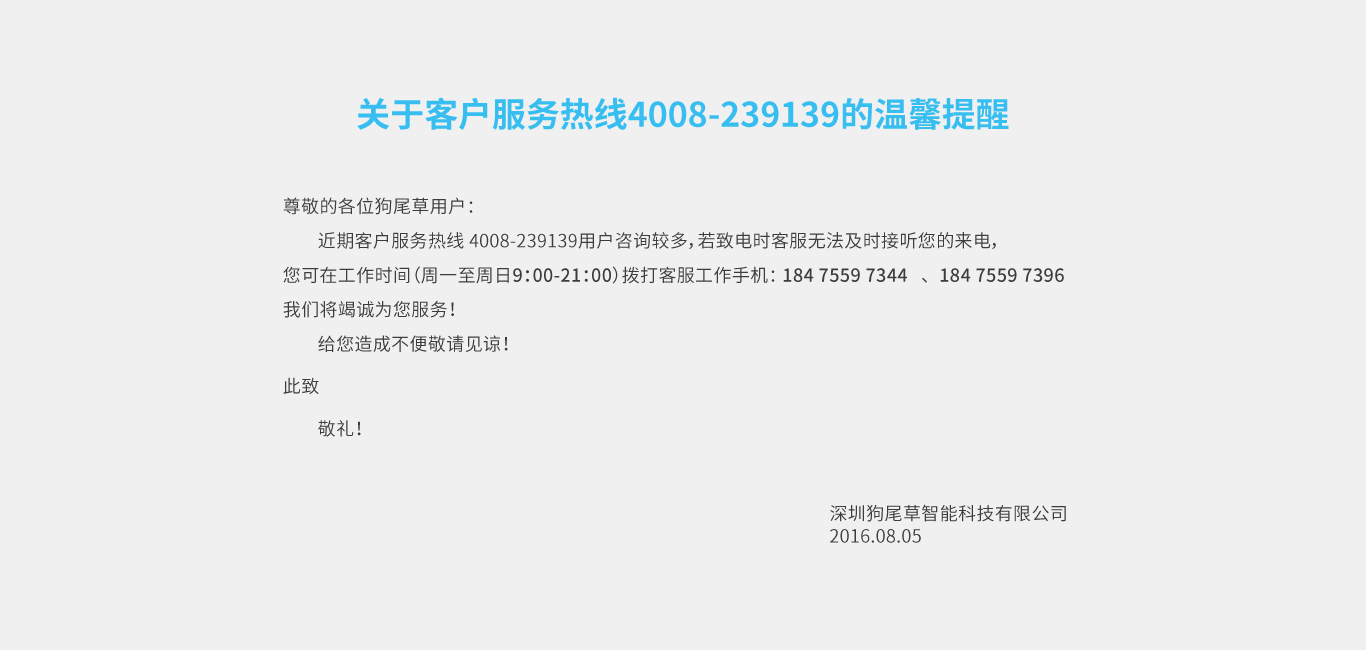 关于客户服务热线4008-239139的温馨提醒
尊敬的各位狗尾草用户：
近期客户服务热线 4008-239139用户咨询较多，若致电时客服无法及时接听您的来电，
您可在工作时间（周一至周日9：00-21：00）拨打客服工作手机：184 7559 7344 、184 7559 7396
我们将竭诚为您服务！
给您造成不便敬请见谅！
此致
敬礼！
深圳狗尾草智能科技有限公司
2016.08.05